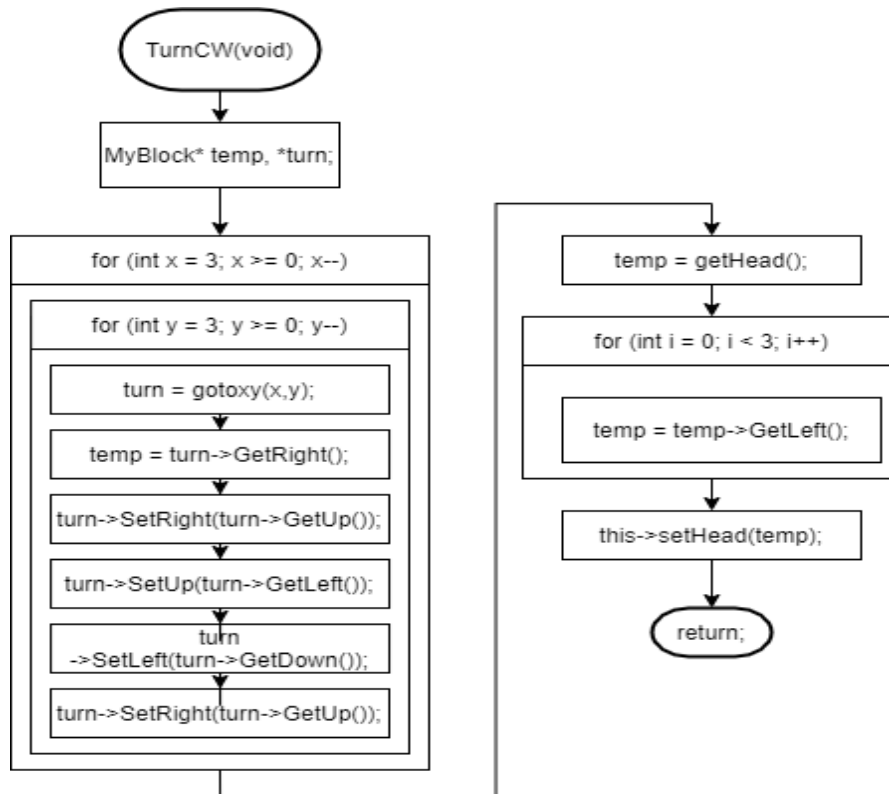 TurnCW(void)
MyBlock* temp, *turn;
for (int x = 3; x >= 0; x--)
for (int y = 3; y >= 0; y--)
turn = gotoxy(x,y);
temp = turn->GetRight();
turn->SetRight(turn->GetUp());
turn->SetUp(turn->GetLeft());
turn
->SetLeft(turn->GetDown());
turn->SetRight(turn->GetUp());
temp = getHead();
for (int i = 0; i < 3; i++)
temp = temp->GetLeft();
this->setHead(temp);
return;